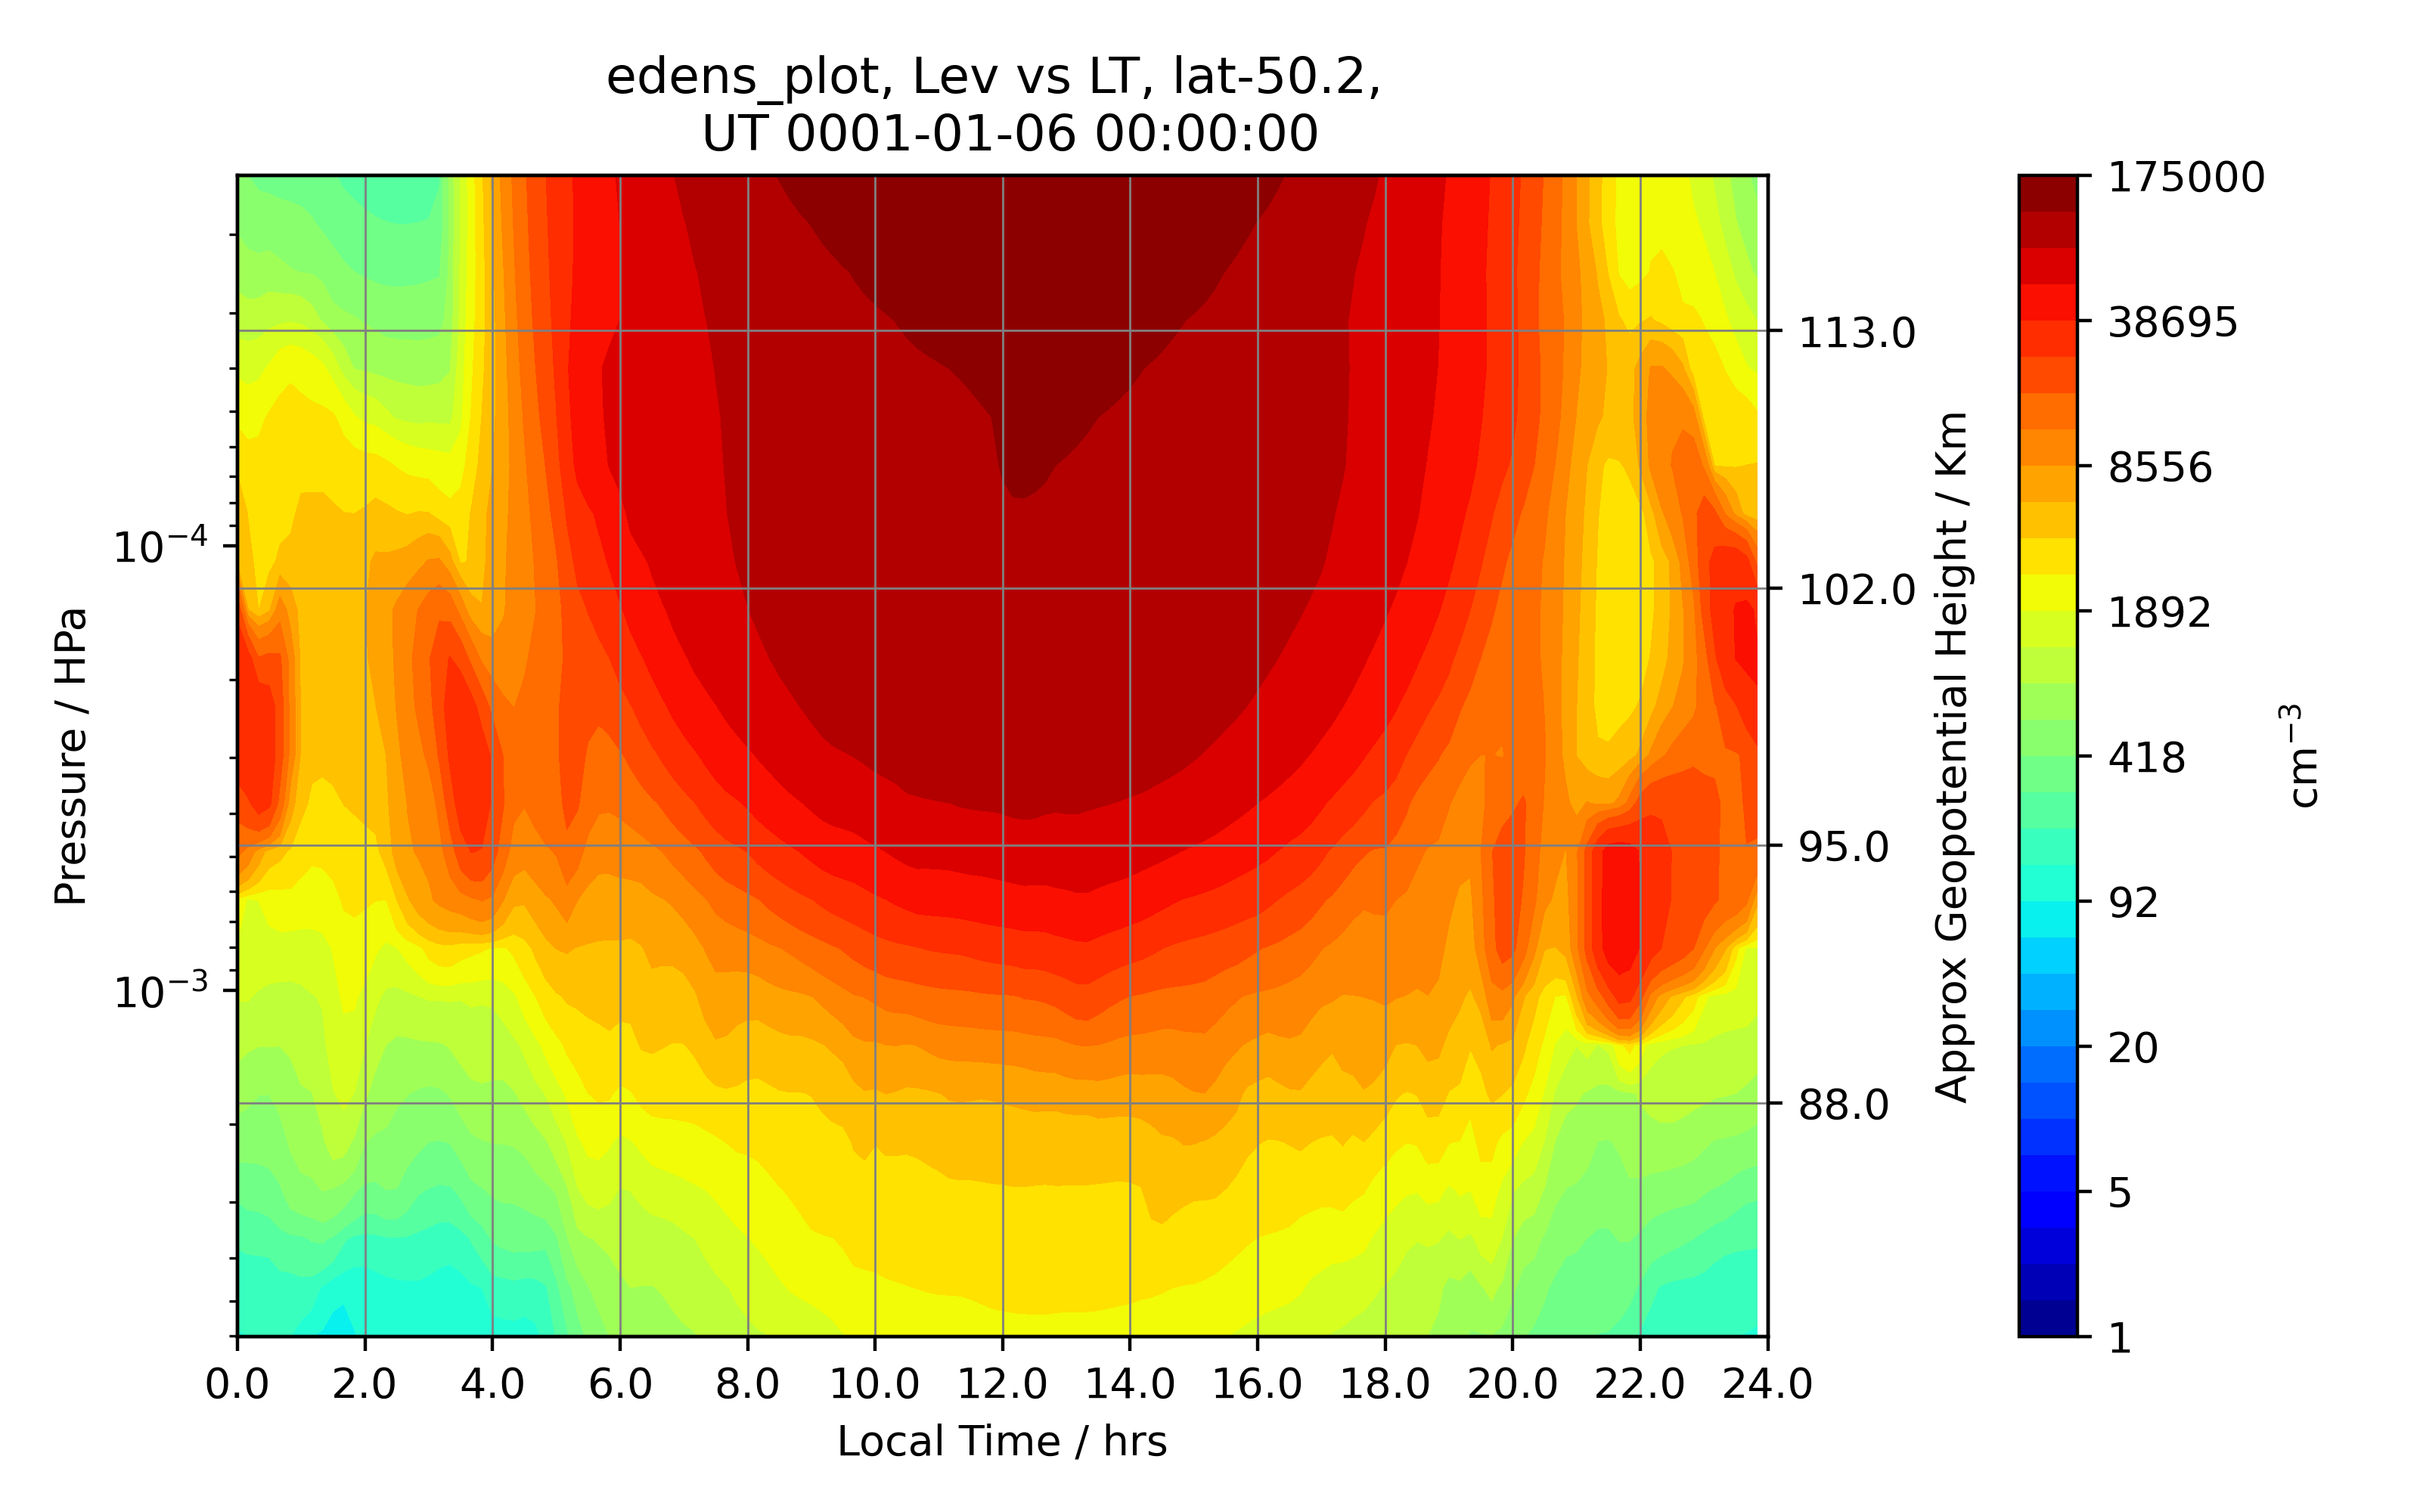 edens_plot, Lev vs LT, lat-50.2,
UT 0001-01-06 00:00:00
Pressure / HPa
10⁻⁴
10⁻³
0.0 2.0 4.0 6.0 8.0 10.0 12.0 14.0 16.0 18.0 20.0 22.0 24.0
Local Time / hrs
113.0
102.0
95.0
88.0
Approx Geopotential Height / Km
175000
38695
8556
1892
418
92
20
5
1
cm⁻³